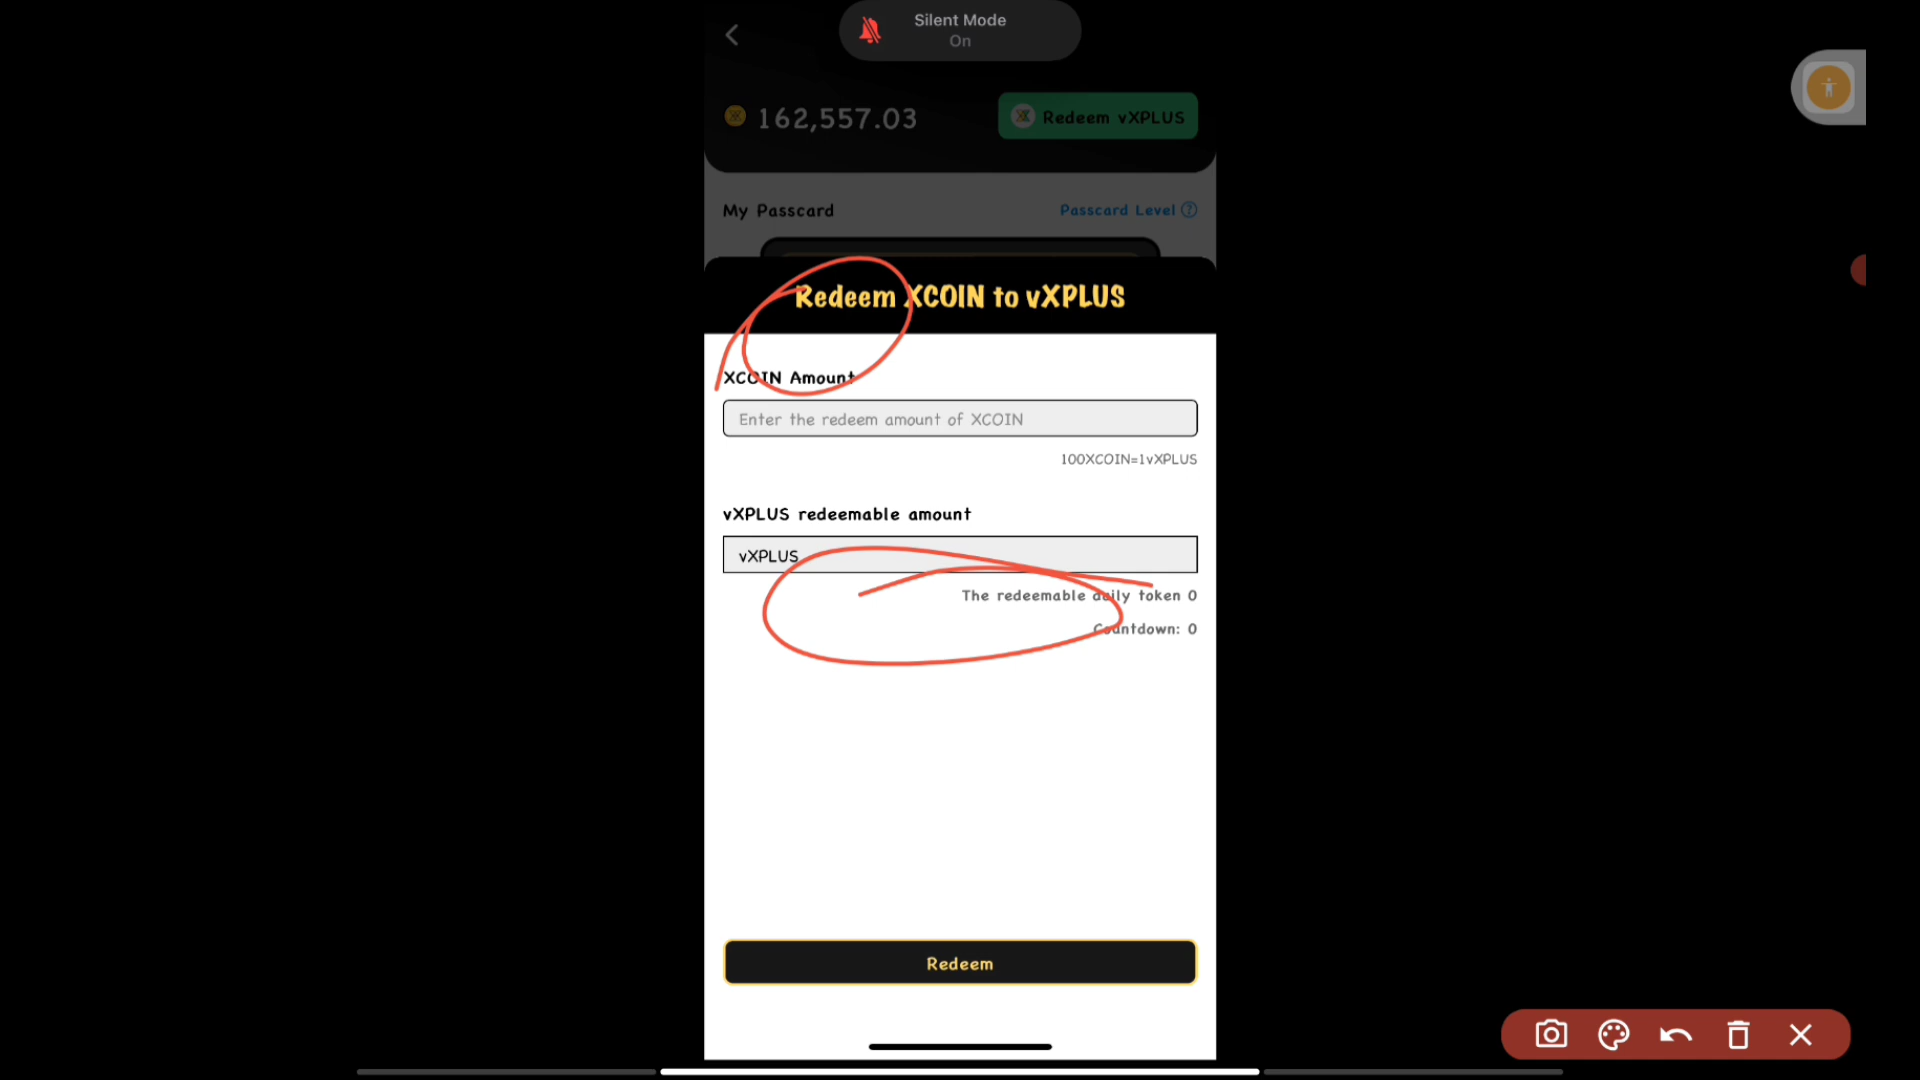 Silent Mode
On
162,557.03
Redeem vXPLUS
My Passcard
Passcard Level ?
Redeem XCOIN to vXPLUS
XCOIN Amount
Enter the redeem amount of XCOIN
100XCOIN=1vXPLUS
vXPLUS redeemable amount
vXPLUS
The redeemable daily token 0
Countdown: 0
Redeem